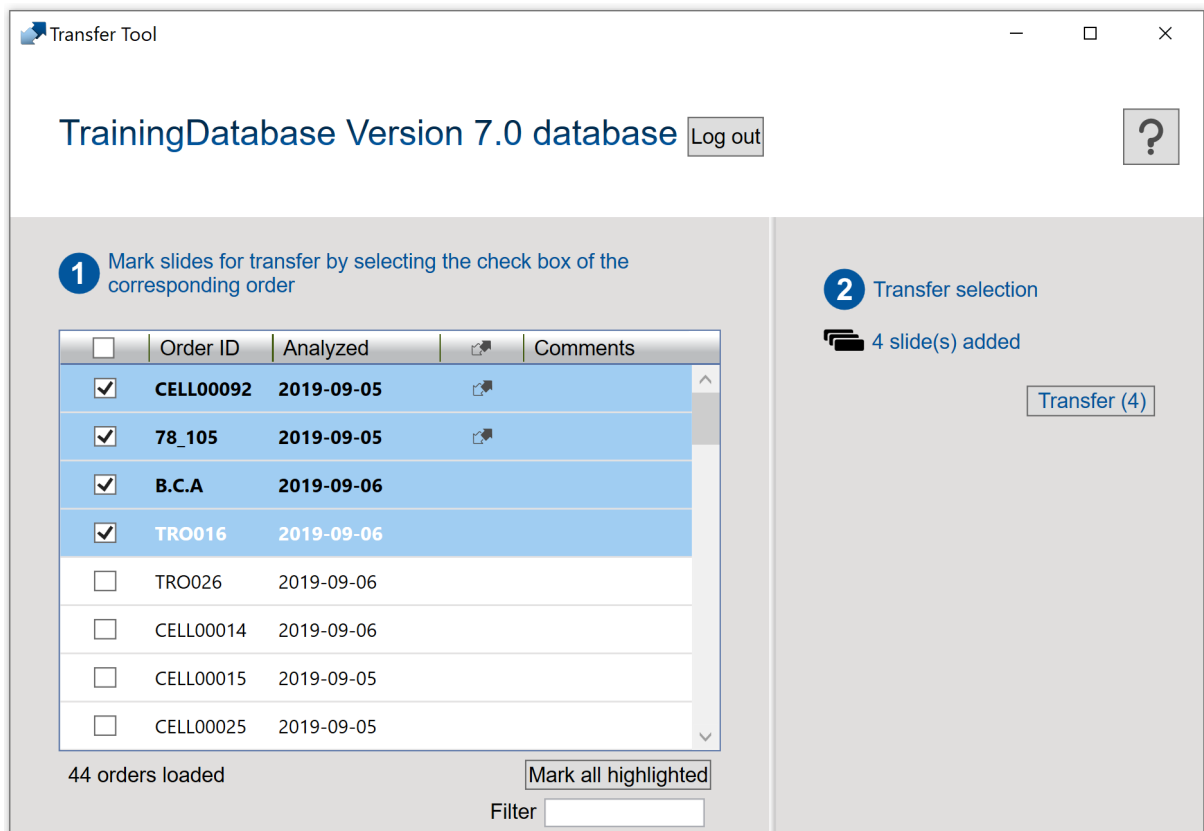 Transfer Tool
TrainingDatabase Version 7.0 database Log out
?
1 Mark slides for transfer by selecting the check box of the
corresponding order
Order ID Analyzed Comments
CELL00092 2019-09-05
78_105 2019-09-05
B.C.A 2019-09-06
TRO016 2019-09-06
TRO026 2019-09-06
CELL00014 2019-09-06
CELL00015 2019-09-05
CELL00025 2019-09-05
44 orders loaded Mark all highlighted
Filter
2 Transfer selection
4 slide(s) added
Transfer (4)